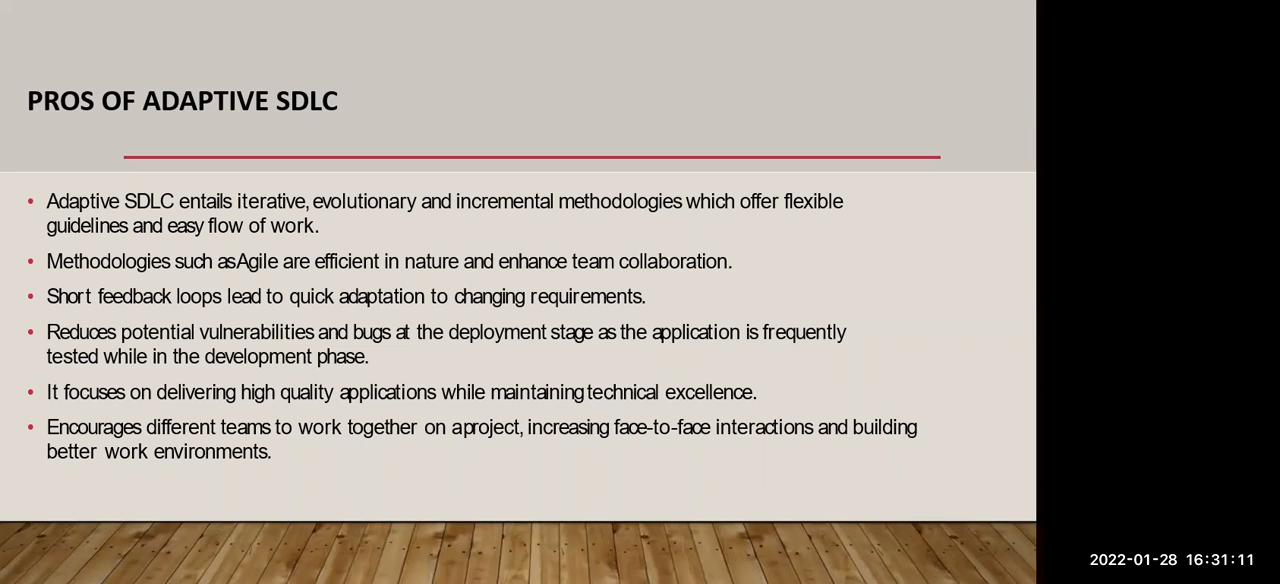 PROS OF ADAPTIVE SDLC
• Adaptive SDLC entails iterative, evolutionary and incremental methodologies which offer flexible
guidelines and easy flow of work.
• Methodologies such asAgile are efficient in nature and enhance team collaboration.
• Short feedback loops lead to quick adaptation to changing requirements.
• Reduces potential vulnerabilities and bugs at the deployment stage as the application is frequently
tested while in the development phase.
• It focuses on delivering high quality applications while maintaining technical excellence.
• Encourages different teams to work together on aproject, increasing face-to-face interactions and building
better work environments.
2022-01-28 16:31:11